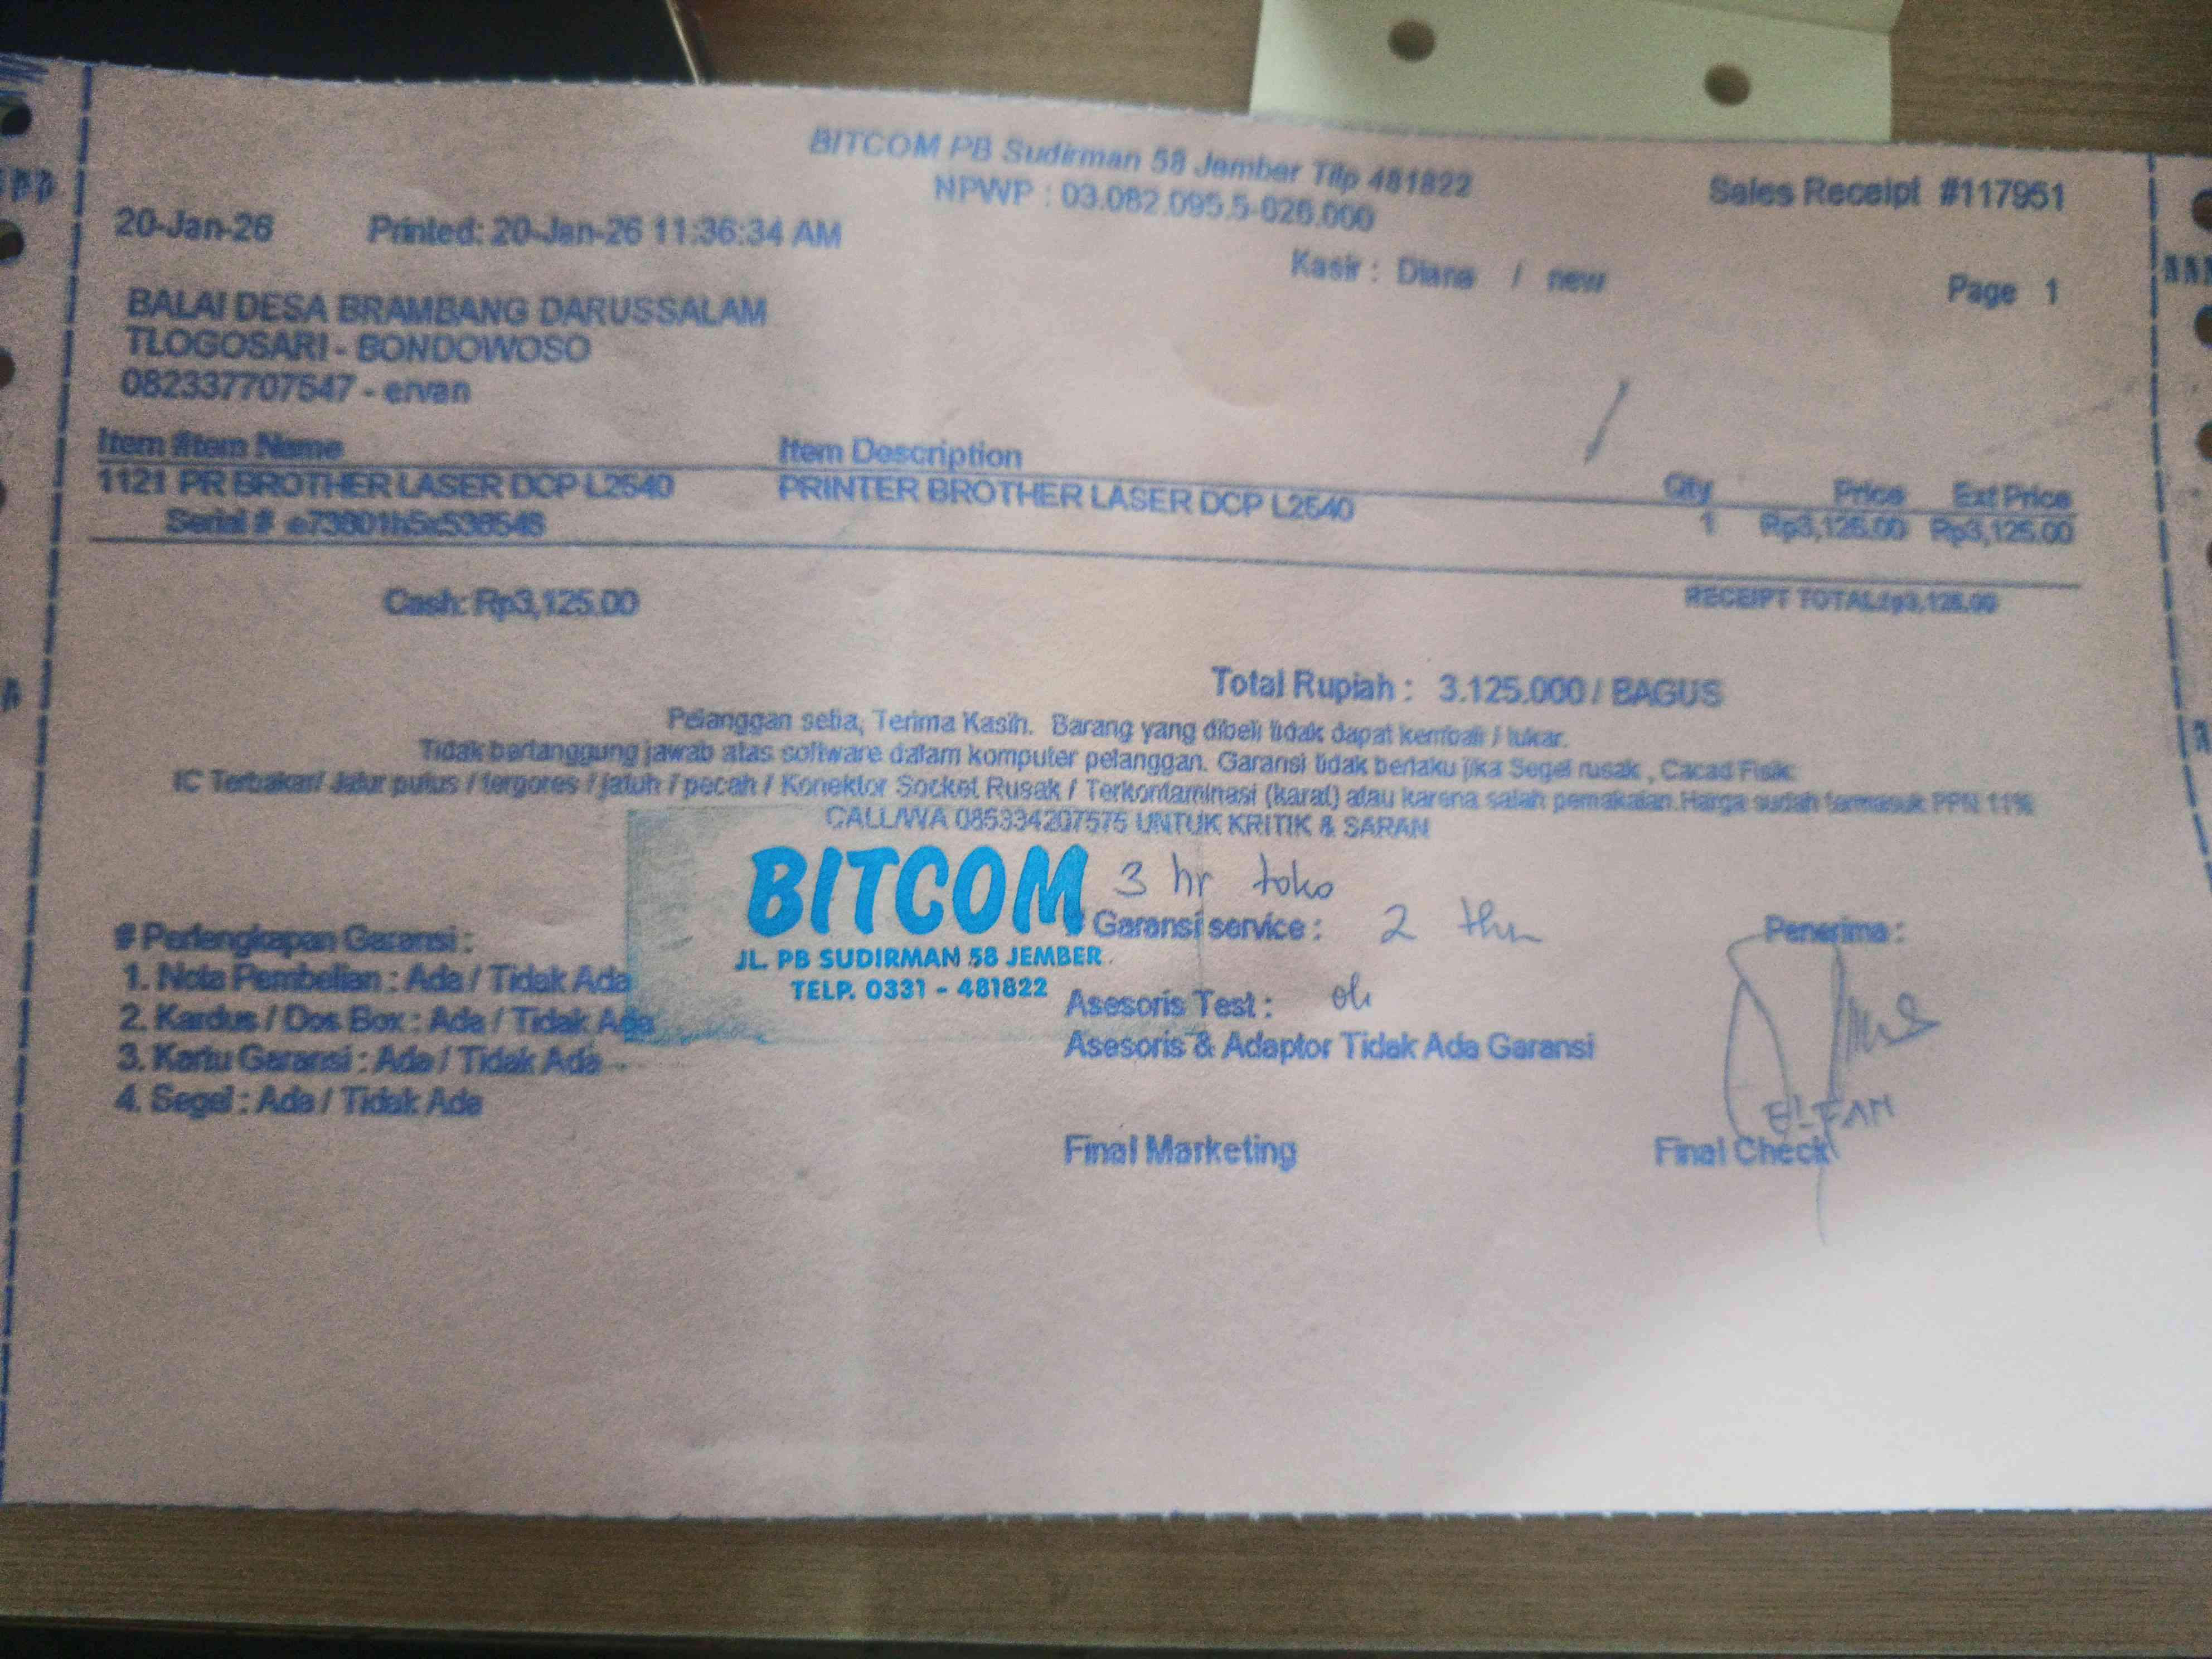 BITCOM PB Sudirman 58 Jember Tilp 481822
NPWP : 03.082.095.5-626.000
Sales Receipt #117951
20-Jan-26 Printed: 20-Jan-26 11:36:34 AM
Kasir : Diana / new
Page 1
BALAI DESA BRAMBANG DARUSSALAM
TLOGOSARI - BONDOWOSO
082337707547 - ervan
Item #Item Name Item Description Qty Price Ext Price
1121 PR BROTHER LASER DCP L2540 PRINTER BROTHER LASER DCP L2540 1 Rp3,125.00 Rp3,125.00
Serial #
Cash: Rp3,125.00
RECEIPT TOTAL:Rp3,125.00
Total Rupiah : 3.125.000 / BAGUS
Pelanggan setia, Terima Kasih. Barang yang dibeli tidak dapat kembali / tukar.
Tidak bertanggung jawab atas software dalam komputer pelanggan. Garansi tidak berlaku jika Segel rusak , Cacad Fisik
IC Terbakar/ Jalur putus / tergores / jatuh / pecah / Konektor Socket Rusak / Terkontaminasi (karat) atau karena salah pemakaian.Harga sudah termasuk PPN 11%
CALL/WA 085334207575 UNTUK KRITIK & SARAN
BITCOM
JL. PB SUDIRMAN 58 JEMBER
TELP. 0331 - 481822
3 hr toko
Garansi service : 2 thn
Asesoris Test : ok
Asesoris & Adaptor Tidak Ada Garansi
# Perlengkapan Garansi :
1. Nota Pembelian : Ada / Tidak Ada
2. Kardus / Dos Box : Ada / Tidak Ada
3. Kartu Garansi : Ada / Tidak Ada
4. Segel : Ada / Tidak Ada
Penerima :
ELFAN
Final Marketing
Final Check